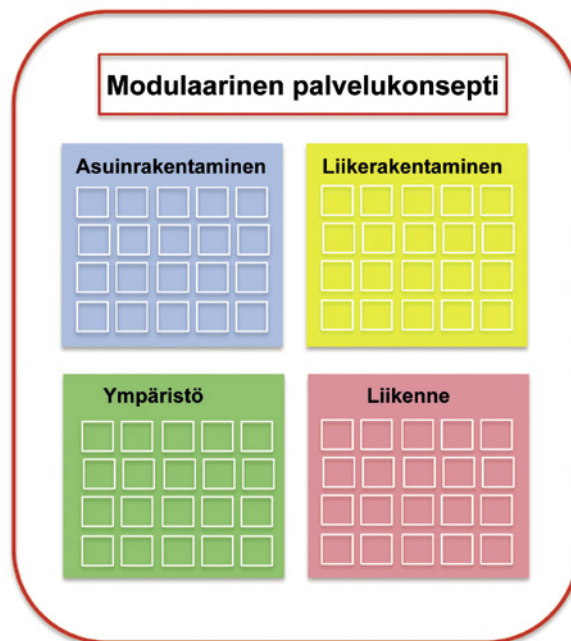 Modulaarinen palvelukonsepti
Asuinrakentaminen
Liikerakentaminen
Ympäristö
Liikenne